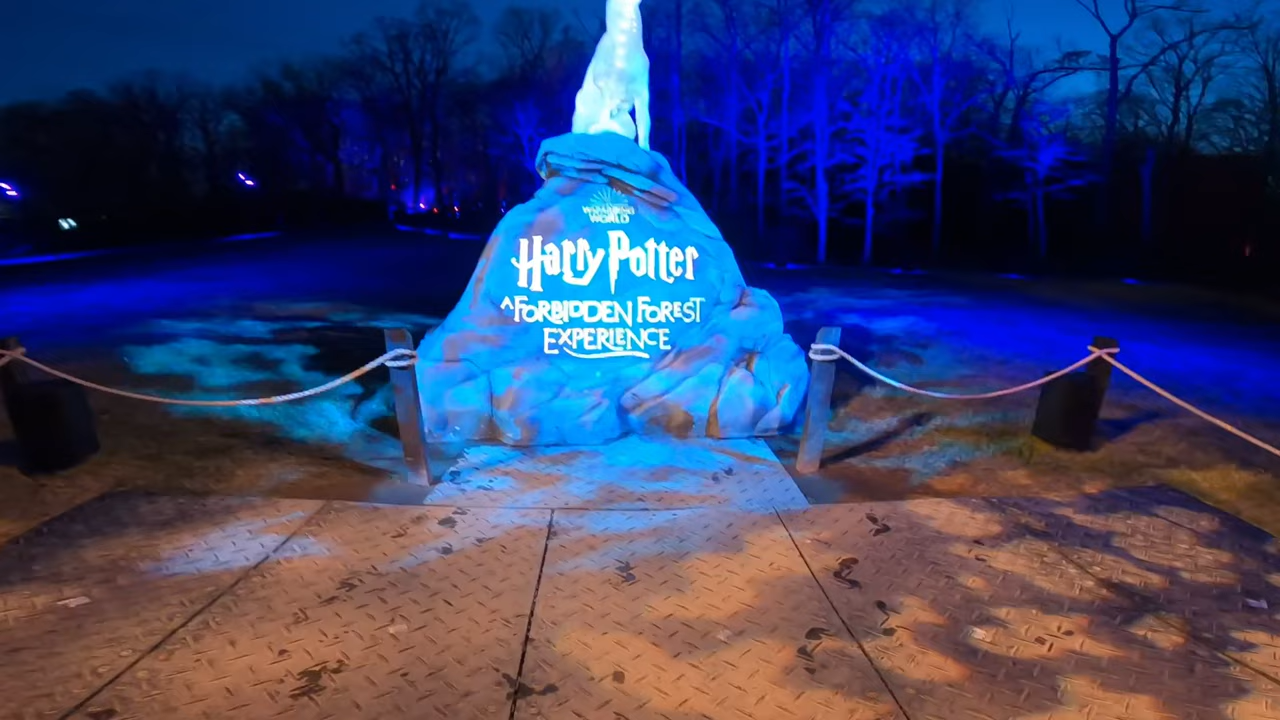 WIZARDING
WORLD
Harry Potter
A FORBIDDEN FOREST
EXPERIENCE